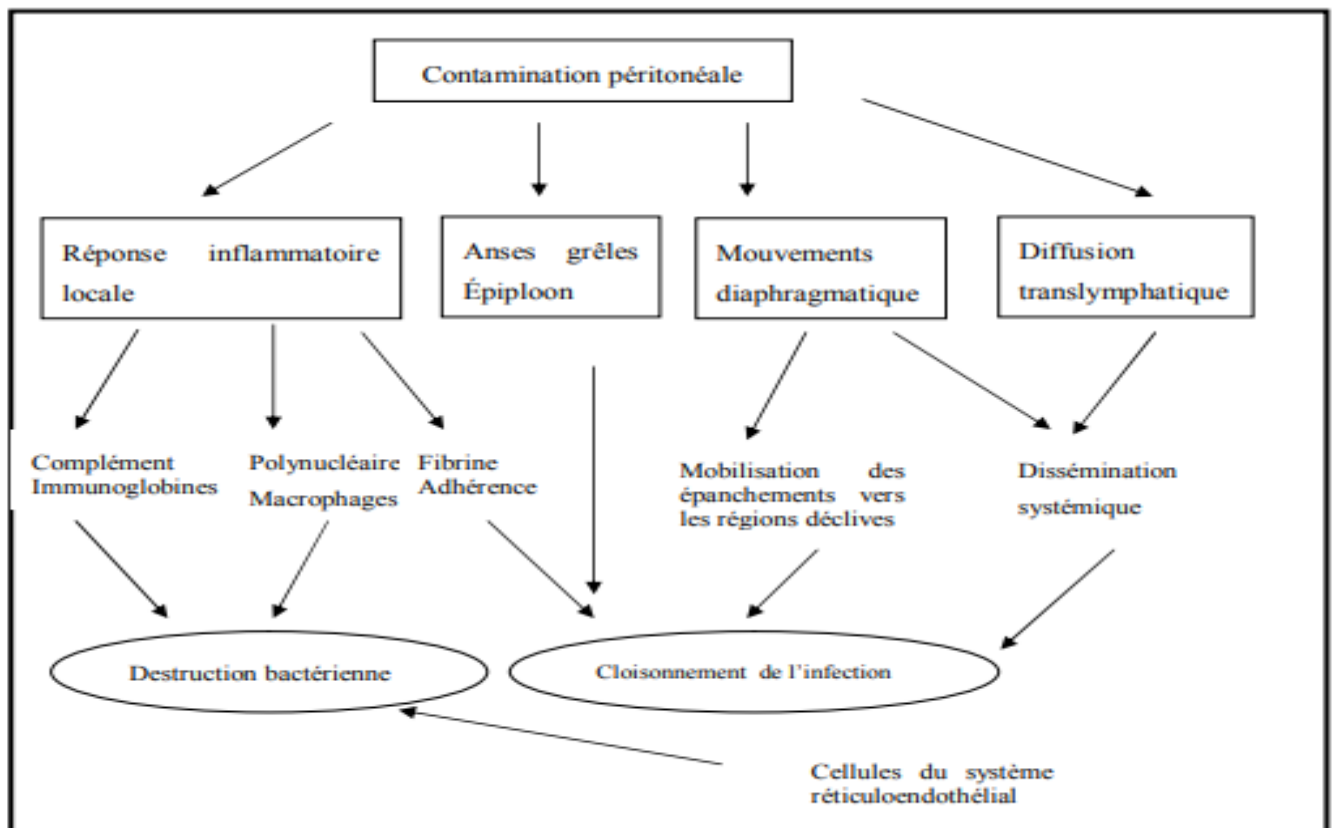 Contamination péritonéale
Réponse inflammatoire
locale
Anses grêles
Épiploon
Mouvements
diaphragmatique
Diffusion
translymphatique
Complément
Immunoglobines
Polynucléaire
Macrophages
Fibrine
Adhérence
Mobilisation des
épanchements vers
les régions déclives
Dissémination
systémique
Destruction bactérienne
Cloisonnement de l'infection
Cellules du système
réticuloendothélial